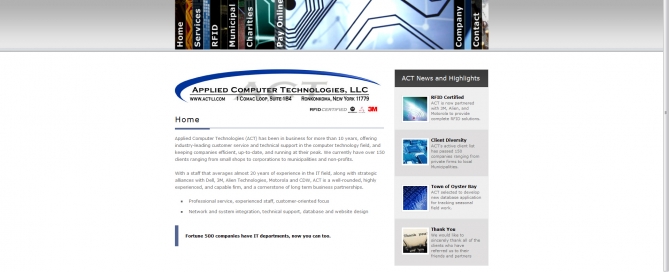 Home
Services
RFID
Municipal
Charities
Pay Online
Company
Contact
APPLIED COMPUTER TECHNOLOGIES, LLC
WWW.ACTLI.COM -1 COMAC LOOP, SUITE 1B4 RONKONKOMA, NEW YORK 11779
RFID CERTIFIED 3M
Home
Applied Computer Technologies (ACT) has been in business for more than 10 years, offering
industry-leading customer service and technical support in the computer technology field, and
keeping companies efficient, up-to-date, and running at their peak. We currently have over 150
clients ranging from small shops to corporations to municipalities and non-profits.
With a staff that averages almost 20 years of experience in the IT field, along with strategic
alliances with Dell, 3M, Alien Technologies, Motorola and CDW, ACT is a well-rounded, highly
experienced, and capable firm, and a cornerstones of long term business partnerships.
Professional service, experienced staff, customer-oriented focus
Network and system integration, technical support, database and website design
Fortune 500 companies have IT departments, now you can too.
ACT News and Highlights
RFID Certified
ACT is now partnered
with 3M, Alien, and
Motorola to provide
complete RFID solutions.
Client Diversity
ACT's active client list
has passed 150
companies ranging from
private firms to local
Municipalities.
Town of Oyster Bay
ACT selected to develop
new database application
for tracking seasonal
field work.
Thank You
We would like to
sincerely thank all of the
clients who have
referred us to their
friends and partners